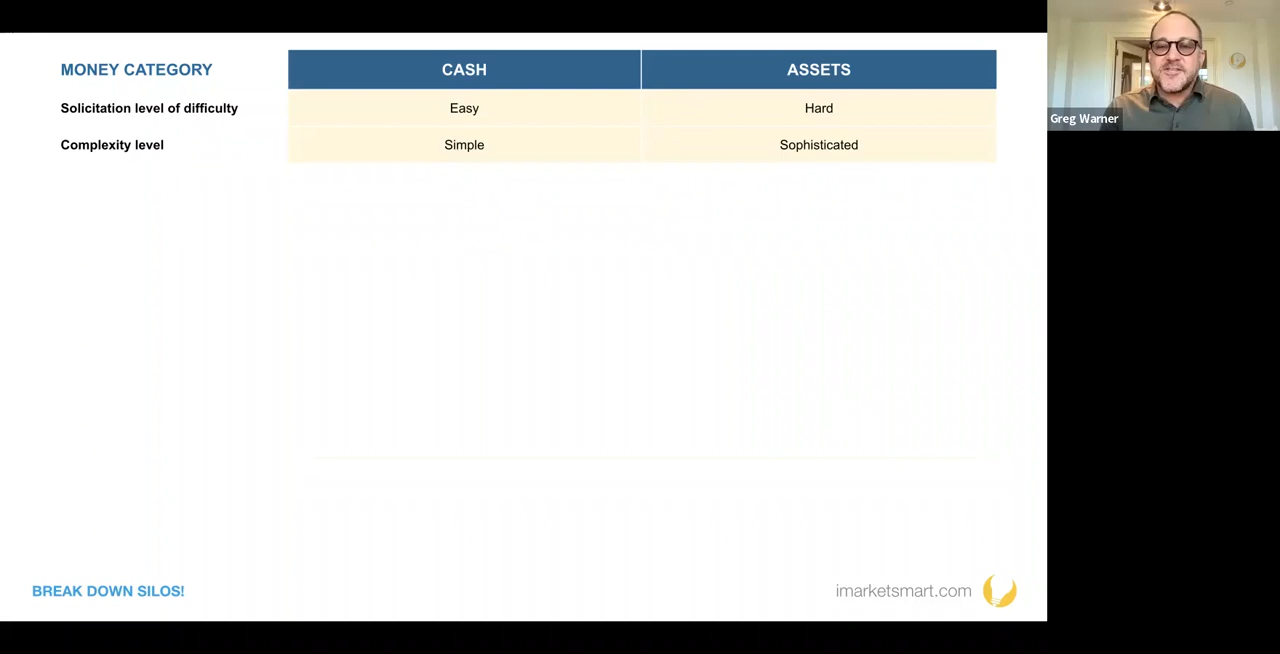 MONEY CATEGORY CASH ASSETS
Solicitation level of difficulty Easy Hard
Complexity level Simple Sophisticated
Greg Warner
BREAK DOWN SILOS! imarketsmart.com